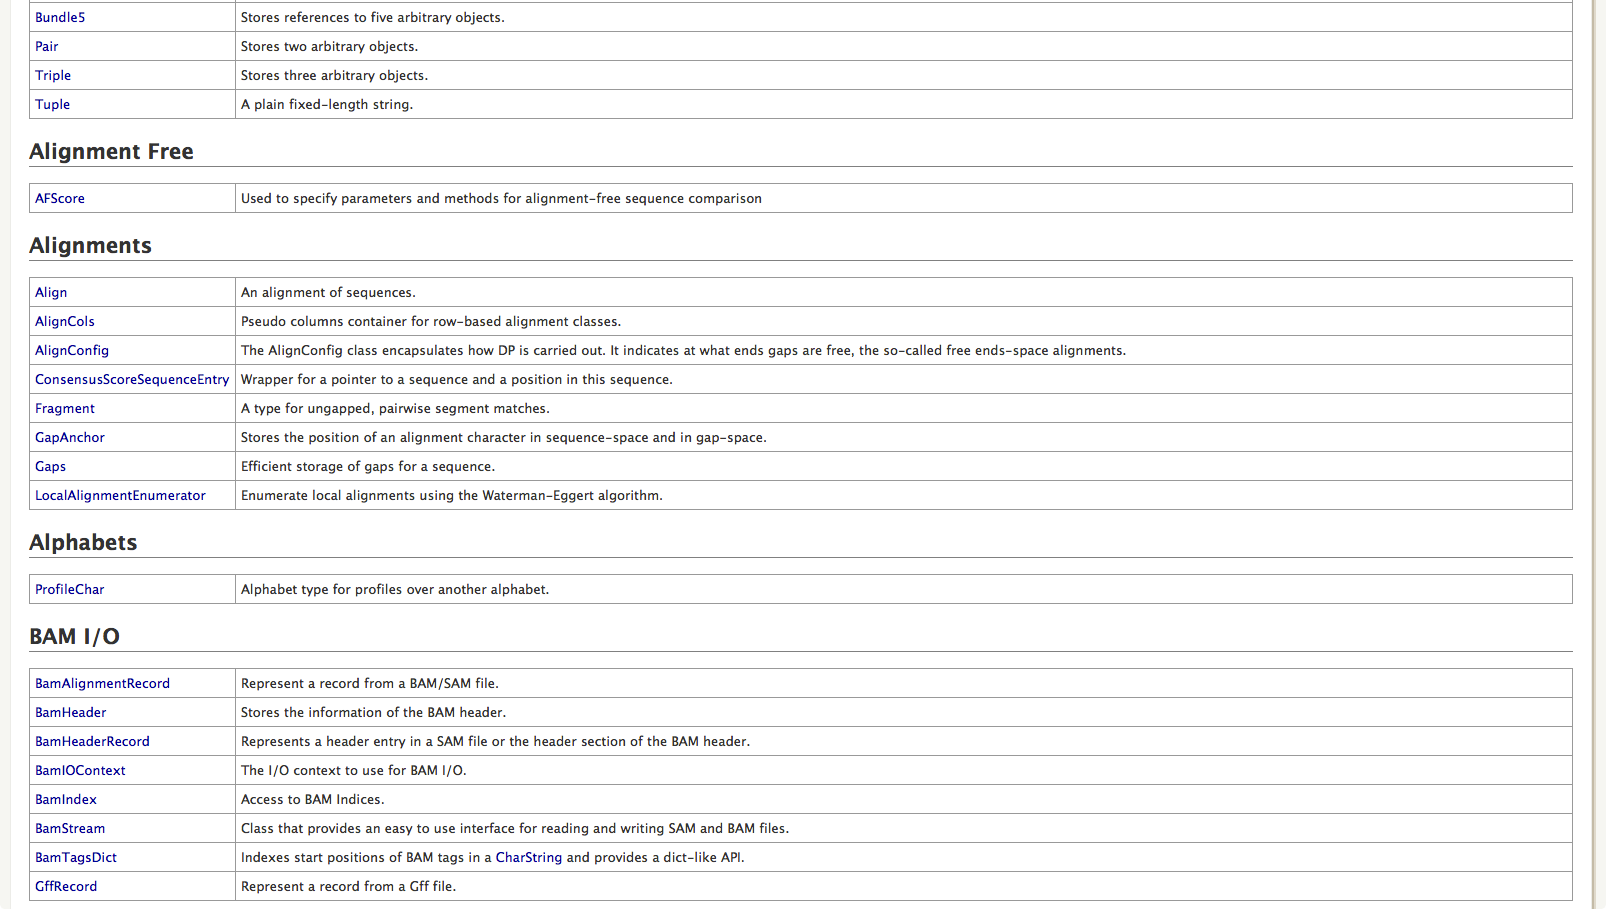 Bundle5 Stores references to five arbitrary objects.
Pair Stores two arbitrary objects.
Triple Stores three arbitrary objects.
Tuple A plain fixed-length string.
Alignment Free
AFScore Used to specify parameters and methods for alignment-free sequence comparison
Alignments
Align An alignment of sequences.
AlignCols Pseudo columns container for row-based alignment classes.
AlignConfig The AlignConfig class encapsulates how DP is carried out. It indicates at what ends gaps are free, the so-called free ends-space alignments.
ConsensusScoreSequenceEntry Wrapper for a pointer to a sequence and a position in this sequence.
Fragment A type for ungapped, pairwise segment matches.
GapAnchor Stores the position of an alignment character in sequence-space and in gap-space.
Gaps Efficient storage of gaps for a sequence.
LocalAlignmentEnumerator Enumerate local alignments using the Waterman-Eggert algorithm.
Alphabets
ProfileChar Alphabet type for profiles over another alphabet.
BAM I/O
BamAlignmentRecord Represent a record from a BAM/SAM file.
BamHeader Stores the information of the BAM header.
BamHeaderRecord Represents a header entry in a SAM file or the header section of the BAM header.
BamIOContext The I/O context to use for BAM I/O.
BamIndex Access to BAM Indices.
BamStream Class that provides an easy to use interface for reading and writing SAM and BAM files.
BamTagsDict Indexes start positions of BAM tags in a CharString and provides a dict-like API.
GffRecord Represent a record from a Gff file.